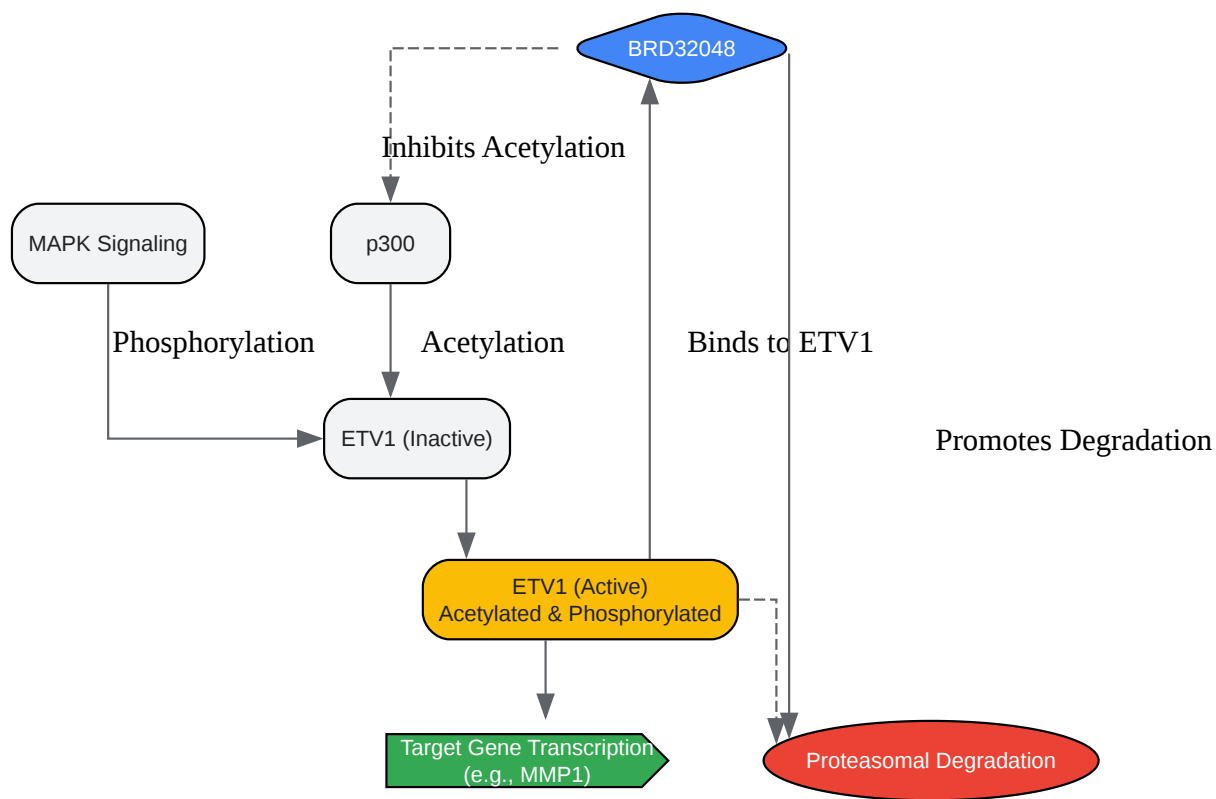 BRD32048
Inhibits Acetylation
MAPK Signaling
p300
Phosphorylation
Acetylation
Binds to ETV1
ETV1 (Inactive)
Promotes Degradation
ETV1 (Active)
Acetylated & Phosphorylated
Target Gene Transcription
(e.g., MMP1)
Proteasomal Degradation